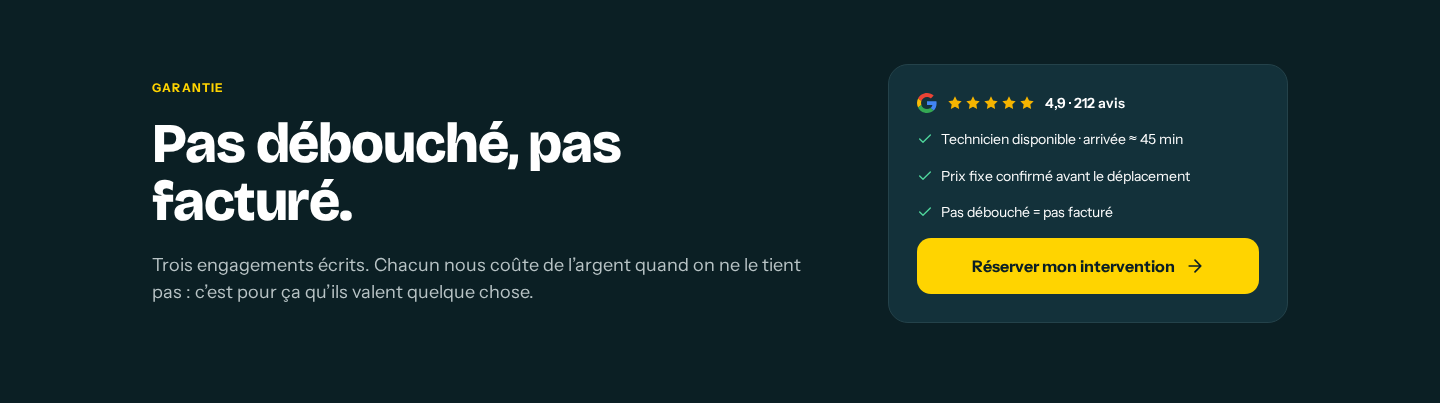 GARANTIE
Pas débouché, pas
facturé.
Trois engagements écrits. Chacun nous coûte de l’argent quand on ne le tient
pas : c’est pour ça qu’ils valent quelque chose.
4,9 · 212 avis
Technicien disponible · arrivée ≈ 45 min
Prix fixe confirmé avant le déplacement
Pas débouché = pas facturé
Réserver mon intervention →